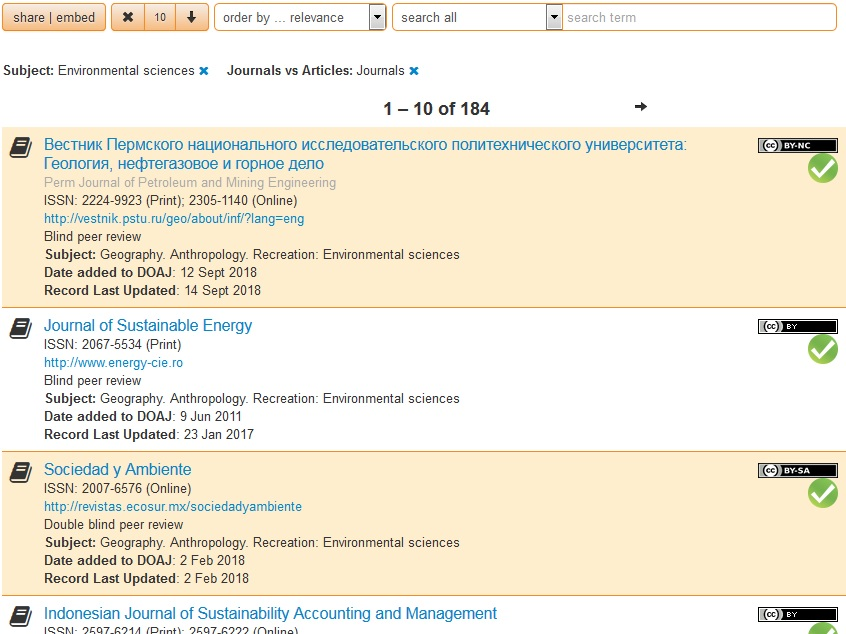 share | embed 10 order by ... relevance search all search term
Subject: Environmental sciences Journals vs Articles: Journals
1 – 10 of 184
Вестник Пермского национального исследовательского политехнического университета:
Геология, нефтегазовое и горное дело
Perm Journal of Petroleum and Mining Engineering
ISSN: 2224-9923 (Print); 2305-1140 (Online)
http://vestnik.pstu.ru/geo/about/inf/?lang=eng
Blind peer review
Subject: Geography. Anthropology. Recreation: Environmental sciences
Date added to DOAJ: 12 Sept 2018
Record Last Updated: 14 Sept 2018
cc BY-NC
Journal of Sustainable Energy
ISSN: 2067-5534 (Print)
http://www.energy-cie.ro
Blind peer review
Subject: Geography. Anthropology. Recreation: Environmental sciences
Date added to DOAJ: 9 Jun 2011
Record Last Updated: 23 Jan 2017
cc BY
Sociedad y Ambiente
ISSN: 2007-6576 (Online)
http://revistas.ecosur.mx/sociedadyambiente
Double blind peer review
Subject: Geography. Anthropology. Recreation: Environmental sciences
Date added to DOAJ: 2 Feb 2018
Record Last Updated: 2 Feb 2018
cc BY-SA
Indonesian Journal of Sustainability Accounting and Management
ISSN: 2597-6214 (Print); 2597-6222 (Online)
cc BY